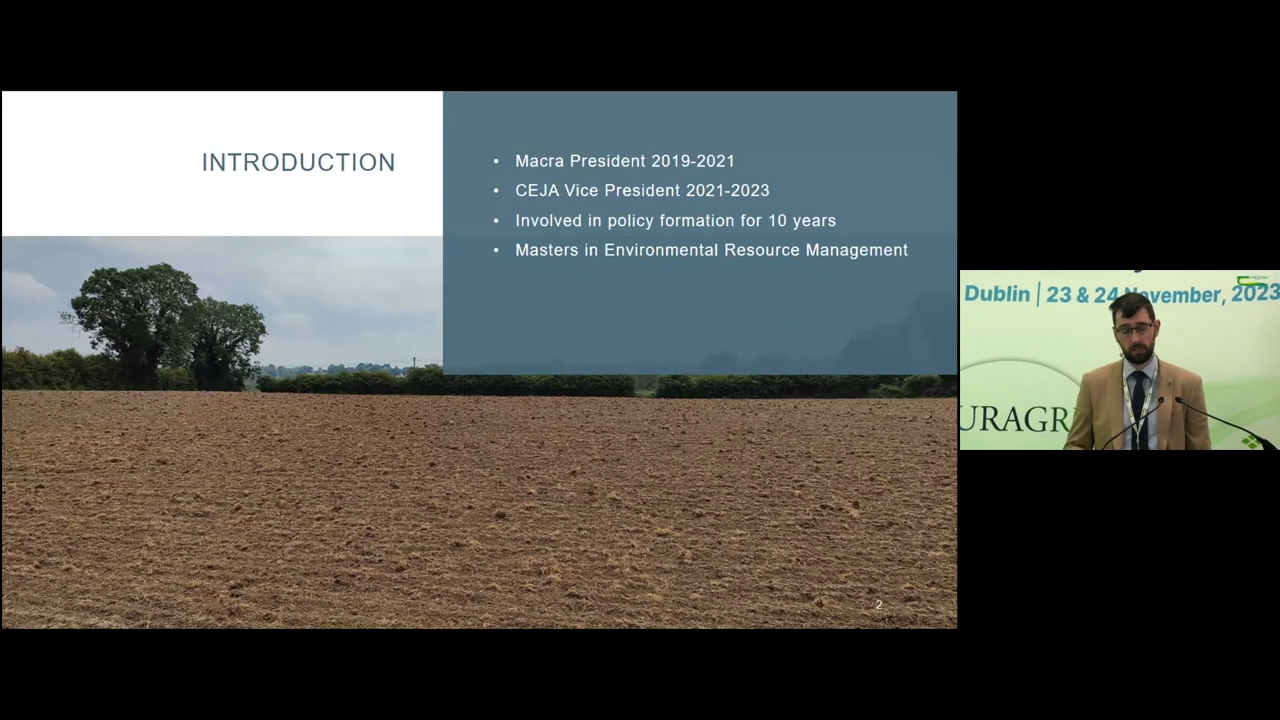 INTRODUCTION
• Macra President 2019-2021
• CEJA Vice President 2021-2023
• Involved in policy formation for 10 years
• Masters in Environmental Resource Management
2
Dublin | 23 & 24 November, 2023
URAGR